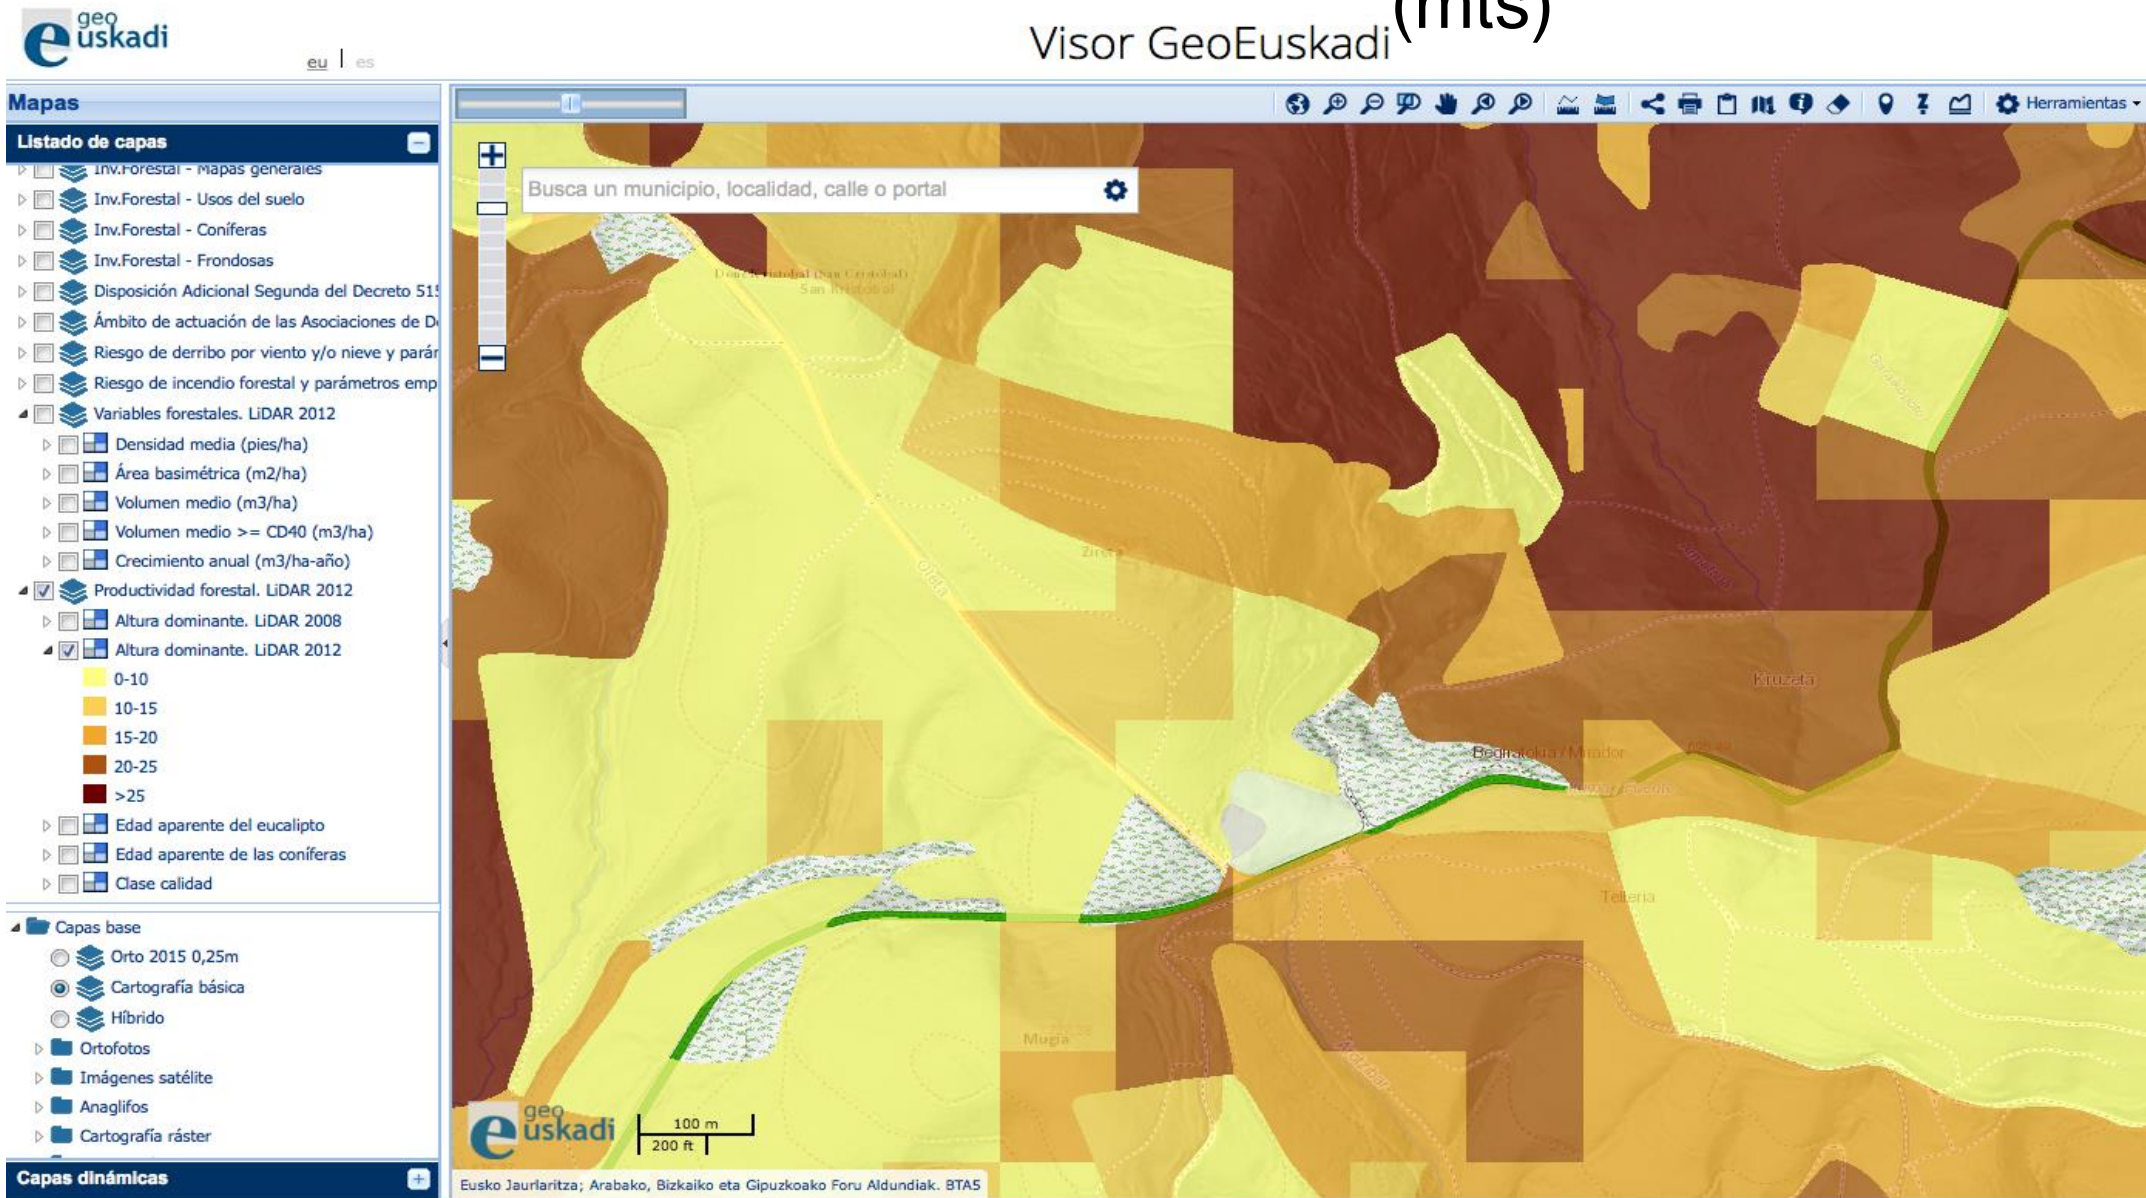 (mts)
geo
euskadi
eu | es
Visor GeoEuskadi
Mapas
Herramientas
Listado de capas
Inv.Forestal - Mapas generales
Inv.Forestal - Usos del suelo
Inv.Forestal - Coníferas
Inv.Forestal - Frondosas
Disposición Adicional Segunda del Decreto 515
Ámbito de actuación de las Asociaciones de De
Riesgo de derribo por viento y/o nieve y parár
Riesgo de incendio forestal y parámetros emp
Variables forestales. LiDAR 2012
Densidad media (pies/ha)
Área basimétrica (m2/ha)
Volumen medio (m3/ha)
Volumen medio >= CD40 (m3/ha)
Crecimiento anual (m3/ha-año)
Productividad forestal. LiDAR 2012
Altura dominante. LiDAR 2008
Altura dominante. LiDAR 2012
0-10
10-15
15-20
20-25
>25
Edad aparente del eucalipto
Edad aparente de las coníferas
Clase calidad
Capas base
Orto 2015 0,25m
Cartografía básica
Híbrido
Ortofotos
Imágenes satélite
Anaglifos
Cartografía ráster
Capas dinámicas
Busca un municipio, localidad, calle o portal
(San Cristóbal)
San Kristobal
Zireta
Oleta
Kruzeta
Begiratokia / Mirador
Telleria
Mugia
geo
euskadi
100 m
200 ft
Eusko Jaurlaritza; Arabako, Bizkaiko eta Gipuzkoako Foru Aldundiak. BTA5